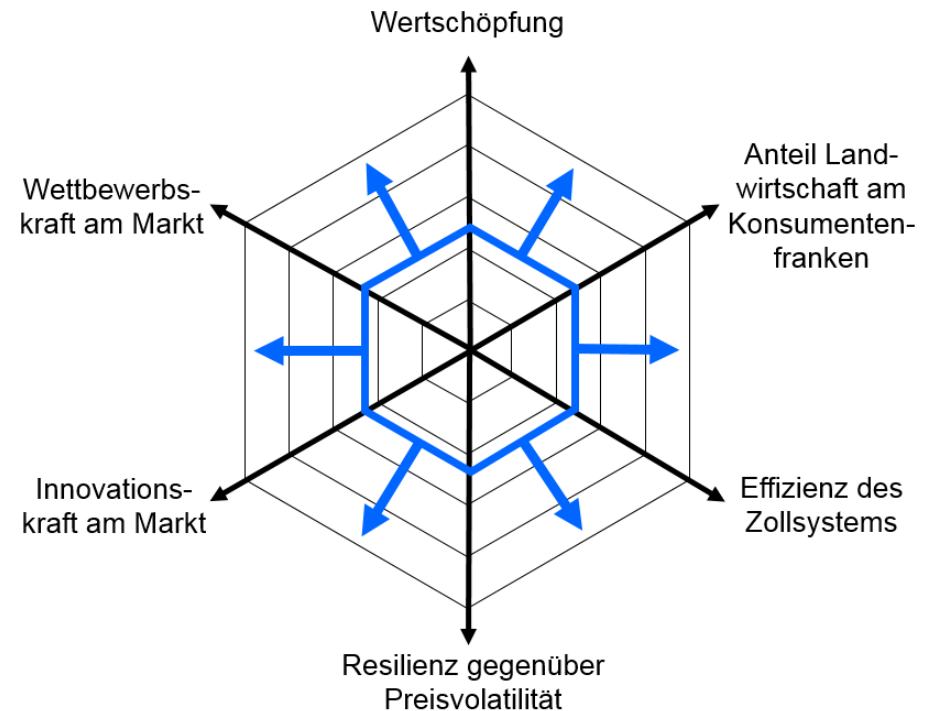 Wertschöpfung
Anteil Land-
wirtschaft am
Konsumenten-
franken
Wettbewerbs-
kraft am Markt
Innovations-
kraft am Markt
Effizienz des
Zollsystems
Resilienz gegenüber
Preisvolatilität